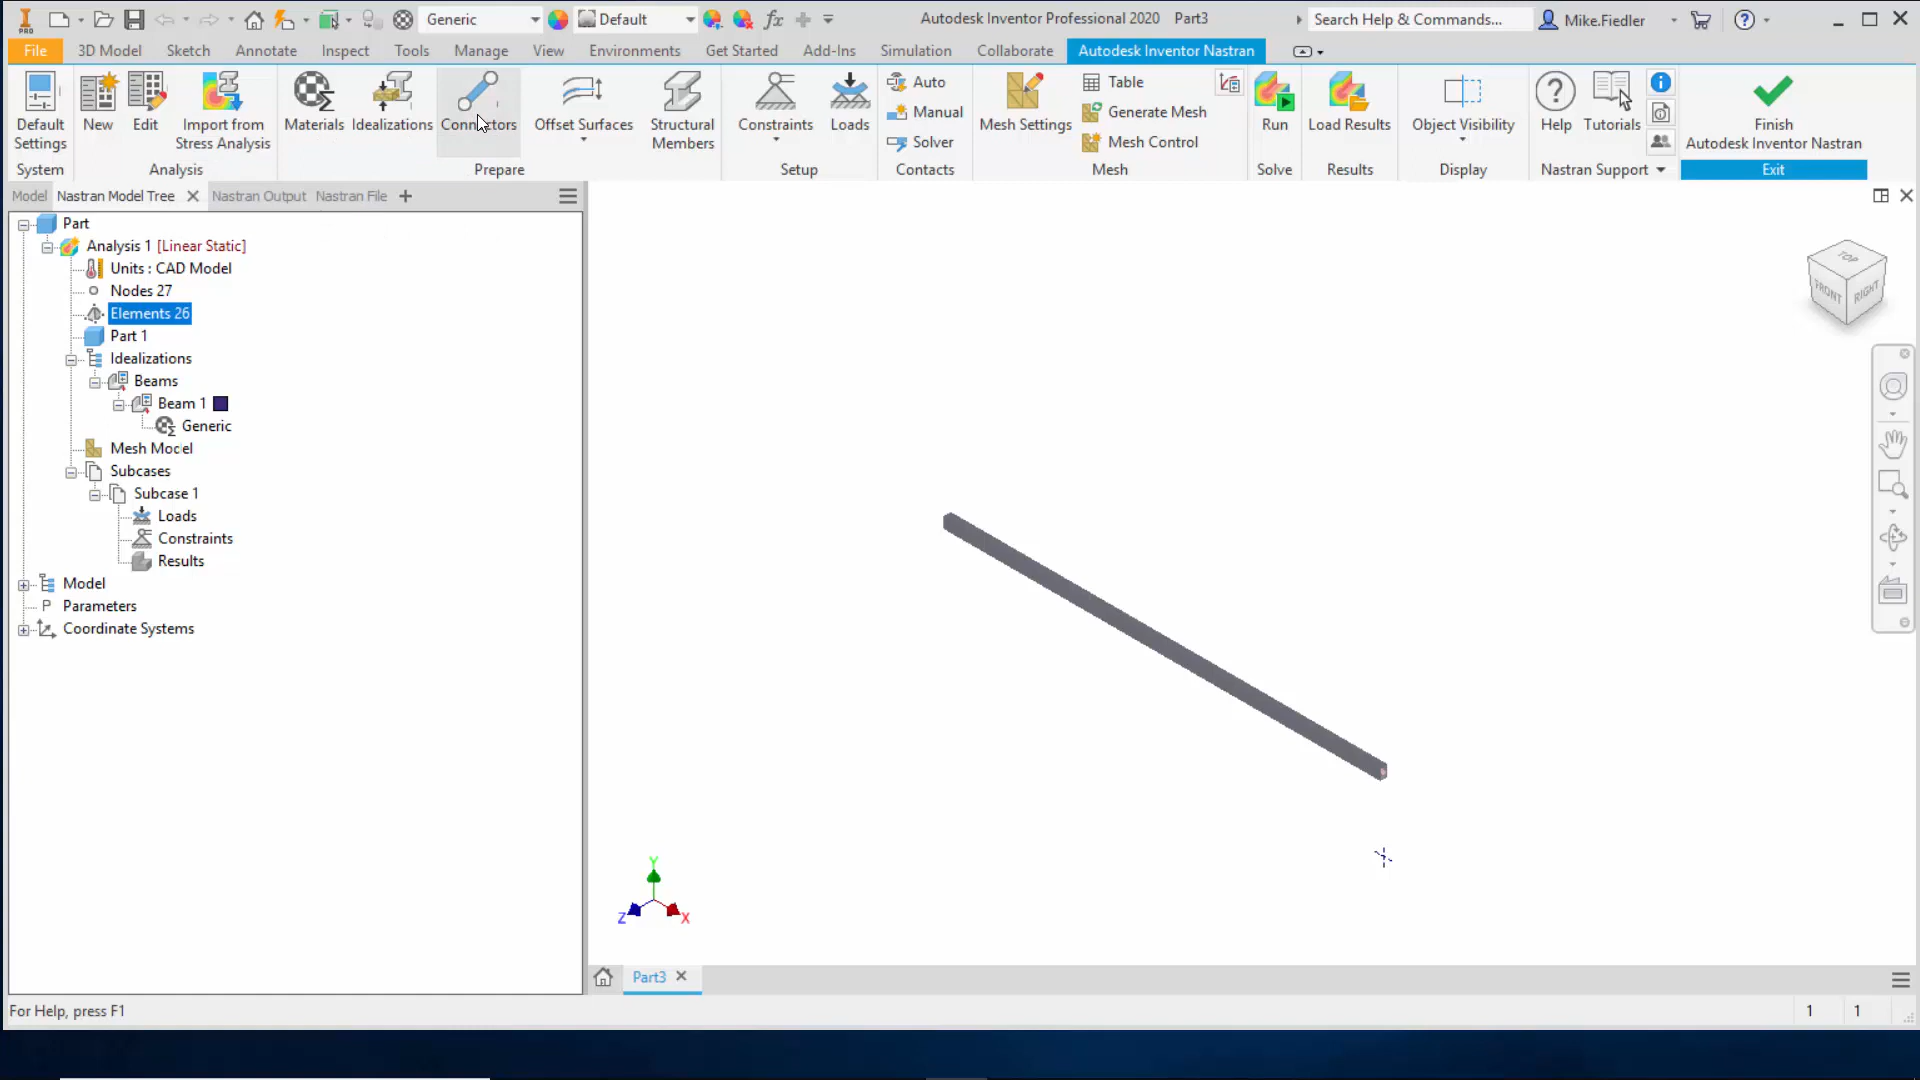 PRO
Generic
Default
fx
Autodesk Inventor Professional 2020 Part3
Search Help & Commands...
Mike.Fiedler
File
3D Model
Sketch
Annotate
Inspect
Tools
Manage
View
Environments
Get Started
Add-Ins
Simulation
Collaborate
Autodesk Inventor Nastran
Default Settings
New
Edit
Import from Stress Analysis
Materials
Idealizations
Connectors
Offset Surfaces
Structural Members
Constraints
Loads
Auto
Manual
Solver
Mesh Settings
Table
Generate Mesh
Mesh Control
Run
Load Results
Object Visibility
Help
Tutorials
Finish
Autodesk Inventor Nastran
System
Analysis
Prepare
Setup
Contacts
Mesh
Solve
Results
Display
Nastran Support
Exit
Model
Nastran Model Tree
Nastran Output
Nastran File
Part
Analysis 1 [Linear Static]
Units : CAD Model
Nodes 27
Elements 26
Part 1
Idealizations
Beams
Beam 1
Generic
Mesh Model
Subcases
Subcase 1
Loads
Constraints
Results
Model
P Parameters
Coordinate Systems
TOP
FRONT
RIGHT
Y
Z
X
Part3
For Help, press F1
1
1